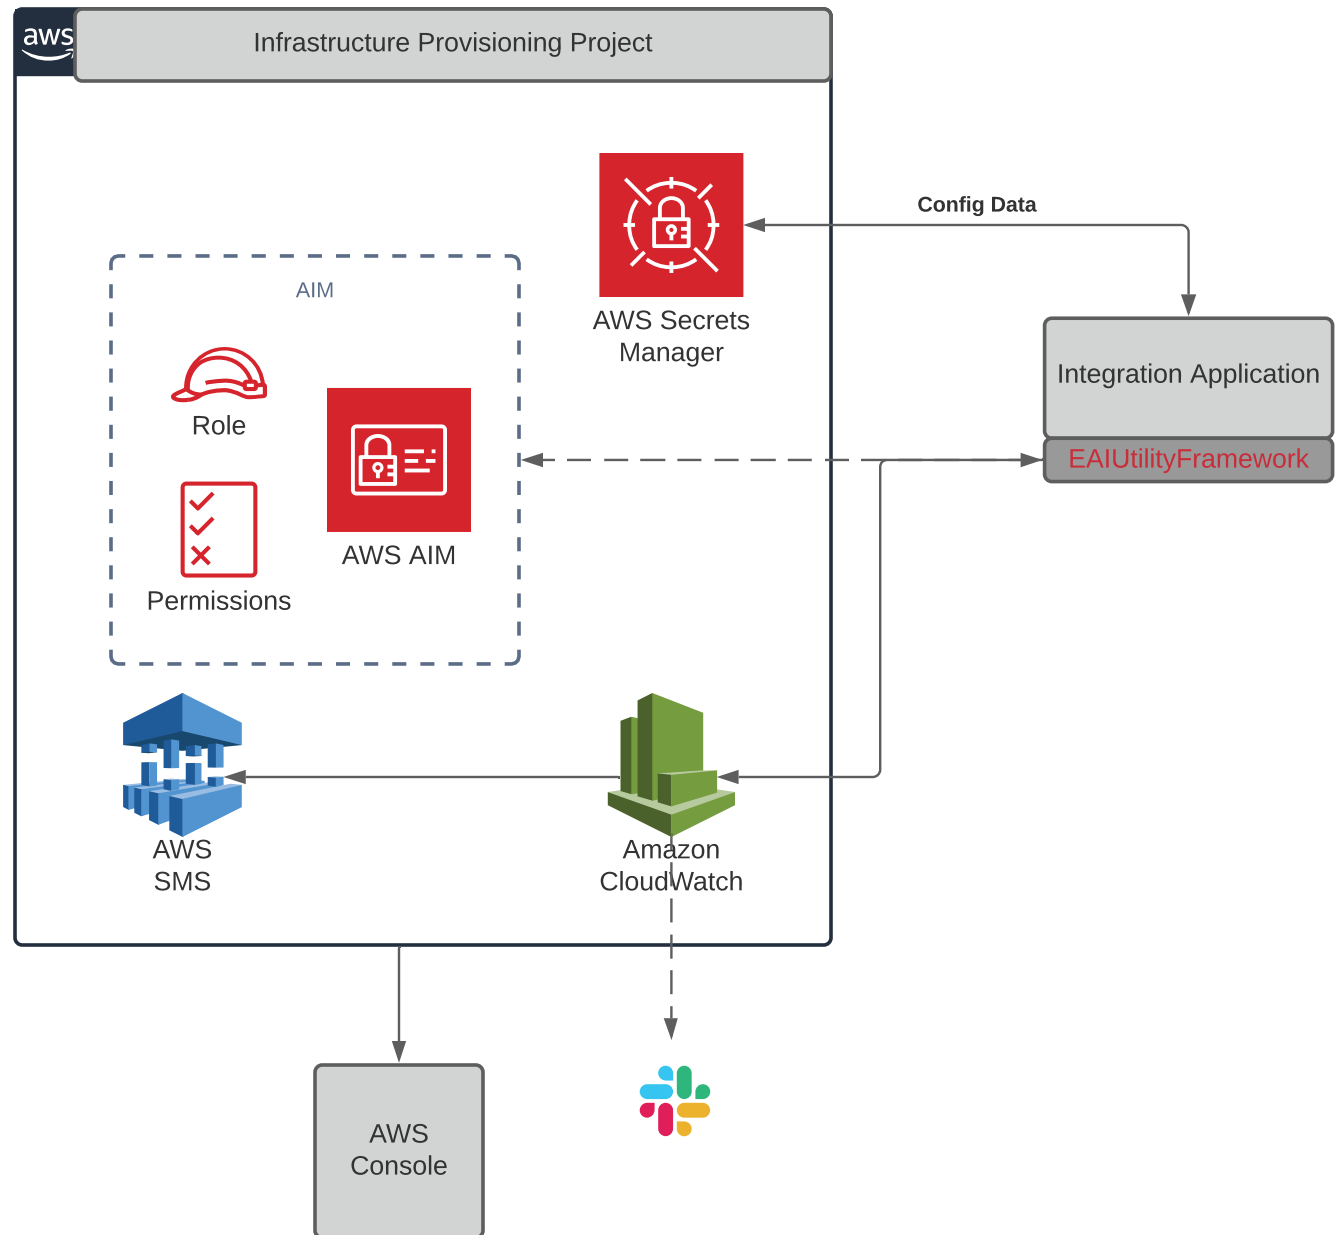 aws
Infrastructure Provisioning Project
Config Data
AWS Secrets
Manager
AIM
Integration Application
EAIUtilityFramework
Role
AWS AIM
Permissions
AWS
SMS
Amazon
CloudWatch
AWS
Console